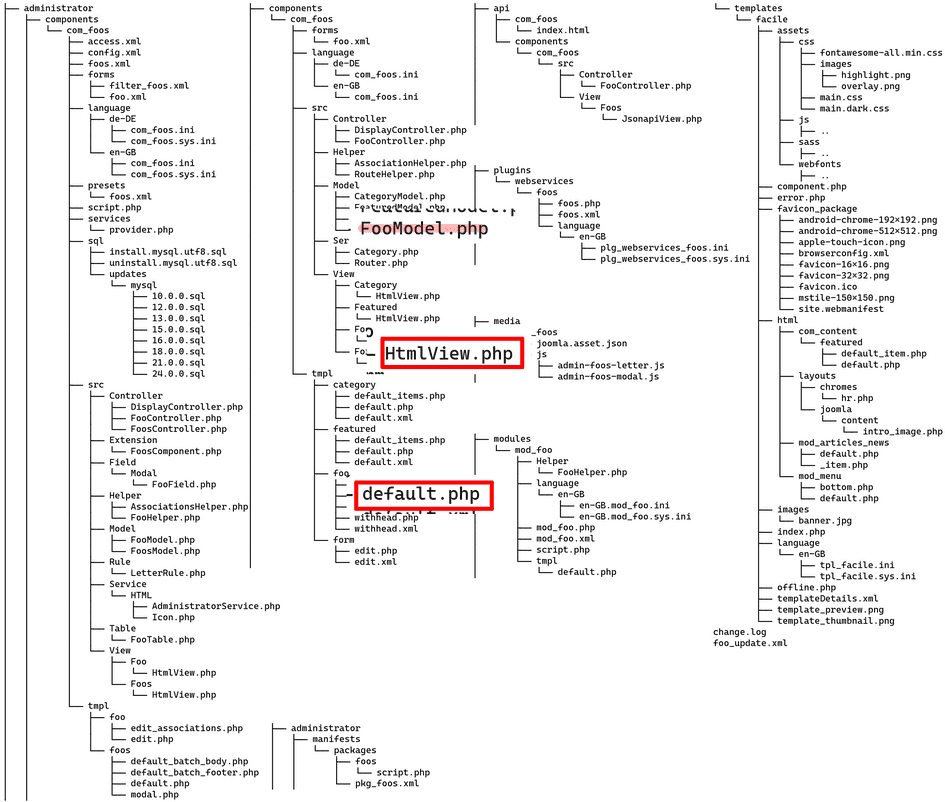 administrator
components
com_foos
access.xml
config.xml
foos.xml
forms
filter_foos.xml
foo.xml
language
de-DE
com_foos.ini
com_foos.sys.ini
en-GB
com_foos.ini
com_foos.sys.ini
presets
foos.xml
script.php
services
provider.php
sql
install.mysql.utf8.sql
uninstall.mysql.utf8.sql
updates
mysql
10.0.0.sql
12.0.0.sql
13.0.0.sql
15.0.0.sql
16.0.0.sql
18.0.0.sql
21.0.0.sql
24.0.0.sql
src
Controller
DisplayController.php
FooController.php
FoosController.php
Extension
FoosComponent.php
Field
Modal
FooField.php
Helper
AssociationsHelper.php
FooHelper.php
Model
FooModel.php
FoosModel.php
Rule
LetterRule.php
Service
HTML
AdministratorService.php
Icon.php
Table
FooTable.php
View
Foo
HtmlView.php
Foos
HtmlView.php
tmpl
foo
edit_associations.php
edit.php
foos
default_batch_body.php
default_batch_footer.php
default.php
modal.php
components
com_foos
forms
foo.xml
language
de-DE
com_foos.ini
en-GB
com_foos.ini
src
Controller
DisplayController.php
FooController.php
Helper
AssociationHelper.php
RouteHelper.php
Model
CategoryModel.php
FeaturedModel.php
FooModel.php
Ser
Category.php
Router.php
View
Category
HtmlView.php
Featured
HtmlView.php
Fo
HtmlView.php
Fo
tmpl
category
default_items.php
default.php
default.xml
featured
default_items.php
default.php
default.xml
foo
default.php
withhead.php
withhead.xml
form
edit.php
edit.xml
administrator
manifests
packages
foos
script.php
pkg_foos.xml
api
com_foos
index.html
components
com_foos
src
Controller
FooController.php
View
Foos
JsonapiView.php
plugins
webservices
foos
foos.php
foos.xml
language
en-GB
plg_webservices_foos.ini
plg_webservices_foos.sys.ini
media
_foos
joomla.asset.json
js
admin-foos-letter.js
admin-foos-modal.js
modules
mod_foo
Helper
FooHelper.php
language
en-GB
en-GB.mod_foo.ini
en-GB.mod_foo.sys.ini
mod_foo.php
mod_foo.xml
script.php
tmpl
default.php
templates
facile
assets
css
fontawesome-all.min.css
images
highlight.png
overlay.png
main.css
main.dark.css
js
..
sass
..
webfonts
..
component.php
error.php
favicon_package
android-chrome-192×192.png
android-chrome-512×512.png
apple-touch-icon.png
browserconfig.xml
favicon-16×16.png
favicon-32×32.png
favicon.ico
mstile-150×150.png
site.webmanifest
html
com_content
featured
default_item.php
default.php
layouts
chromes
hr.php
joomla
content
intro_image.php
mod_articles_news
default.php
_item.php
mod_menu
bottom.php
default.php
images
banner.jpg
index.php
language
en-GB
tpl_facile.ini
tpl_facile.sys.ini
offline.php
templateDetails.xml
template_preview.png
template_thumbnail.png
change.log
foo_update.xml